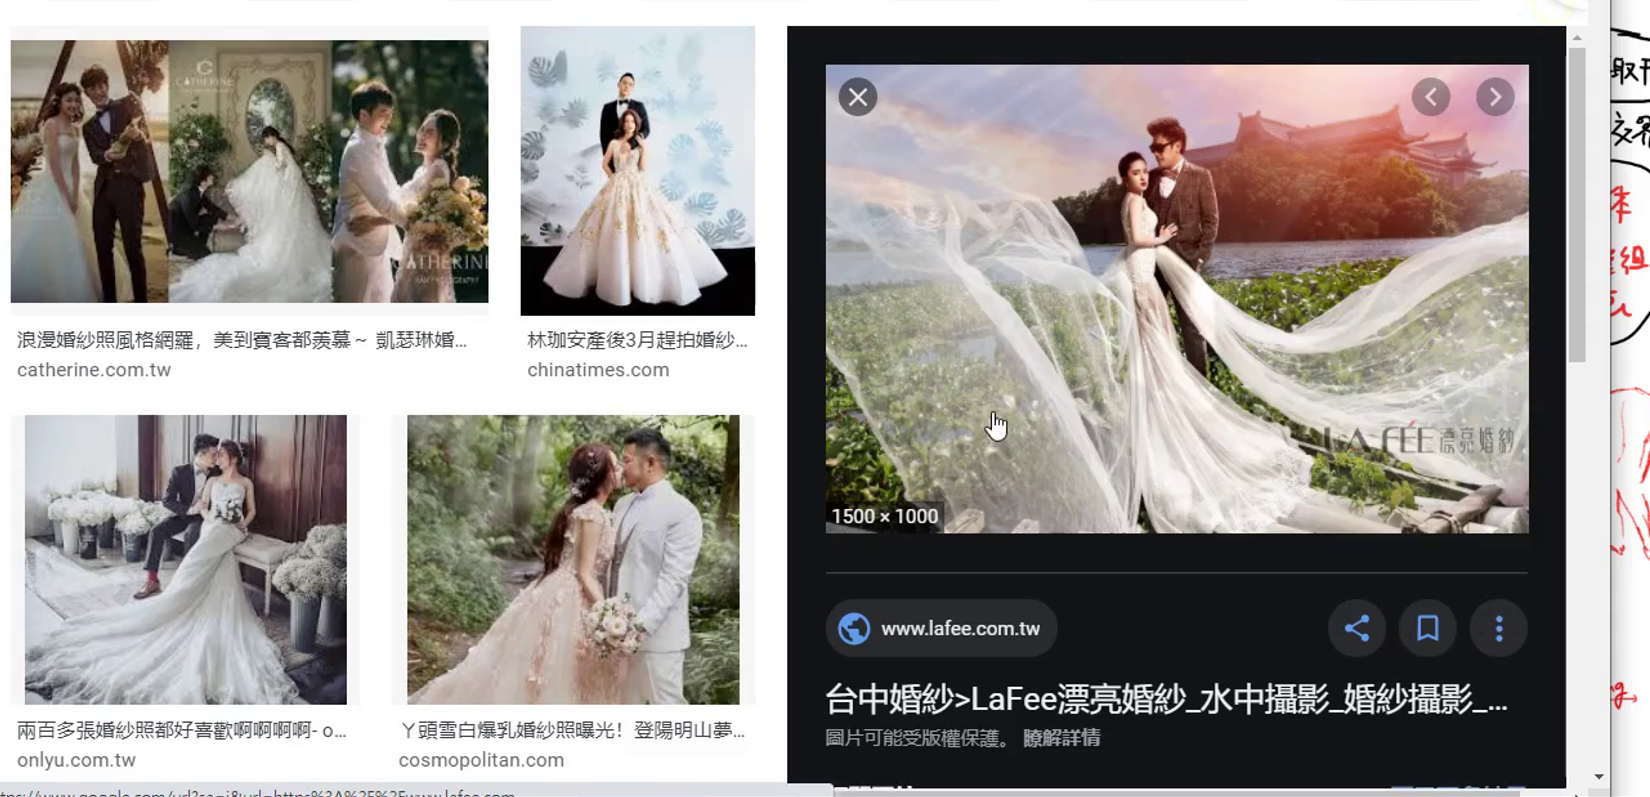 CATHERINE
CATHERINE
浪漫婚紗照風格網羅，美到賓客都羨慕～ 凱瑟琳婚...
catherine.com.tw
林珈安產後3月趕拍婚紗...
chinatimes.com
兩百多張婚紗照都好喜歡啊啊啊啊- o...
onlyu.com.tw
丫頭雪白爆乳婚紗照曝光！登陽明山夢...
cosmopolitan.com
LA FÉE 漂亮婚紗
1500 × 1000
www.lafee.com.tw
台中婚紗>LaFee漂亮婚紗_水中攝影_婚紗攝影_...
圖片可能受版權保護。 瞭解詳情
組